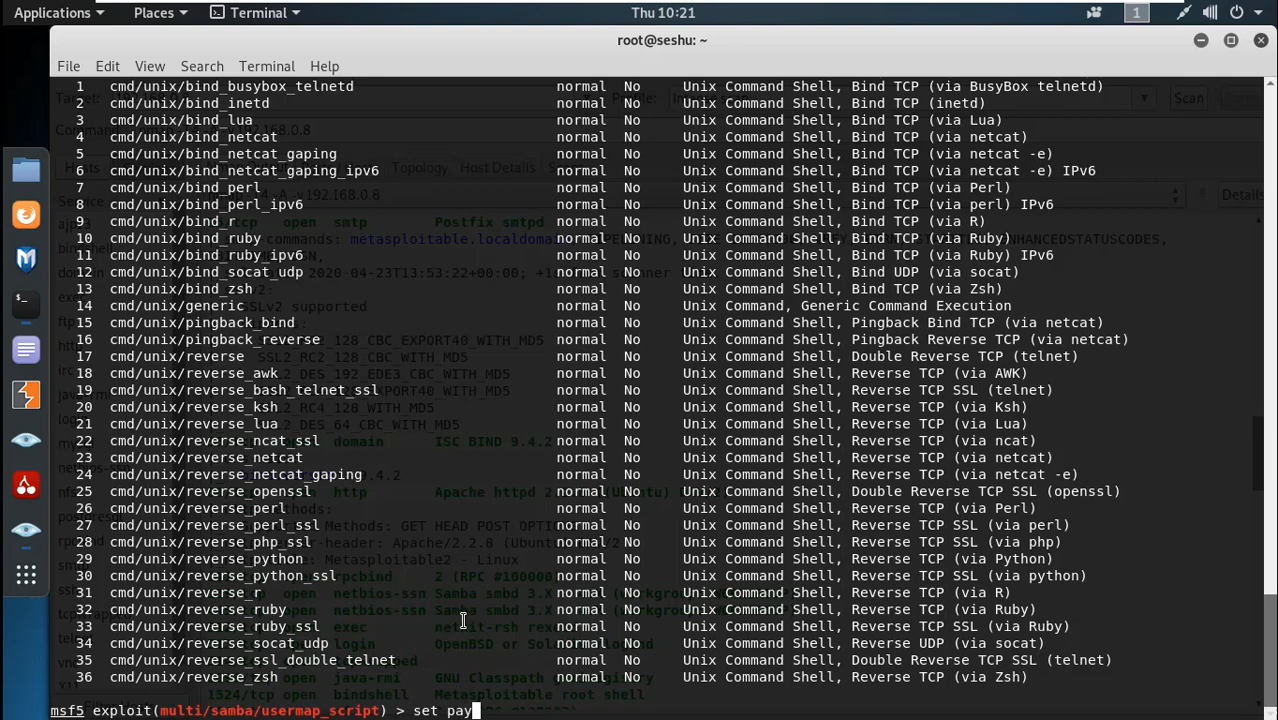 Applications Places Terminal Thu 10:21 1
root@seshu: ~
File Edit View Search Terminal Help
1 cmd/unix/bind_busybox_telnetd normal No Unix Command Shell, Bind TCP (via BusyBox telnetd)
2 cmd/unix/bind_inetd normal No Unix Command Shell, Bind TCP (inetd)
3 cmd/unix/bind_lua normal No Unix Command Shell, Bind TCP (via Lua)
4 cmd/unix/bind_netcat normal No Unix Command Shell, Bind TCP (via netcat)
5 cmd/unix/bind_netcat_gaping normal No Unix Command Shell, Bind TCP (via netcat -e)
6 cmd/unix/bind_netcat_gaping_ipv6 normal No Unix Command Shell, Bind TCP (via netcat -e) IPv6
7 cmd/unix/bind_perl normal No Unix Command Shell, Bind TCP (via Perl)
8 cmd/unix/bind_perl_ipv6 normal No Unix Command Shell, Bind TCP (via perl) IPv6
9 cmd/unix/bind_r normal No Unix Command Shell, Bind TCP (via R)
10 cmd/unix/bind_ruby normal No Unix Command Shell, Bind TCP (via Ruby)
11 cmd/unix/bind_ruby_ipv6 normal No Unix Command Shell, Bind TCP (via Ruby) IPv6
12 cmd/unix/bind_socat_udp normal No Unix Command Shell, Bind UDP (via socat)
13 cmd/unix/bind_zsh normal No Unix Command Shell, Bind TCP (via Zsh)
14 cmd/unix/generic normal No Unix Command, Generic Command Execution
15 cmd/unix/pingback_bind normal No Unix Command Shell, Pingback Bind TCP (via netcat)
16 cmd/unix/pingback_reverse normal No Unix Command Shell, Pingback Reverse TCP (via netcat)
17 cmd/unix/reverse normal No Unix Command Shell, Double Reverse TCP (telnet)
18 cmd/unix/reverse_awk normal No Unix Command Shell, Reverse TCP (via AWK)
19 cmd/unix/reverse_bash_telnet_ssl normal No Unix Command Shell, Reverse TCP SSL (telnet)
20 cmd/unix/reverse_ksh normal No Unix Command Shell, Reverse TCP (via Ksh)
21 cmd/unix/reverse_lua normal No Unix Command Shell, Reverse TCP (via Lua)
22 cmd/unix/reverse_ncat_ssl normal No Unix Command Shell, Reverse TCP (via ncat)
23 cmd/unix/reverse_netcat normal No Unix Command Shell, Reverse TCP (via netcat)
24 cmd/unix/reverse_netcat_gaping normal No Unix Command Shell, Reverse TCP (via netcat -e)
25 cmd/unix/reverse_openssl normal No Unix Command Shell, Double Reverse TCP SSL (openssl)
26 cmd/unix/reverse_perl normal No Unix Command Shell, Reverse TCP (via Perl)
27 cmd/unix/reverse_perl_ssl normal No Unix Command Shell, Reverse TCP SSL (via perl)
28 cmd/unix/reverse_php_ssl normal No Unix Command Shell, Reverse TCP SSL (via php)
29 cmd/unix/reverse_python normal No Unix Command Shell, Reverse TCP (via Python)
30 cmd/unix/reverse_python_ssl normal No Unix Command Shell, Reverse TCP SSL (via python)
31 cmd/unix/reverse_r normal No Unix Command Shell, Reverse TCP (via R)
32 cmd/unix/reverse_ruby normal No Unix Command Shell, Reverse TCP (via Ruby)
33 cmd/unix/reverse_ruby_ssl normal No Unix Command Shell, Reverse TCP SSL (via Ruby)
34 cmd/unix/reverse_socat_udp normal No Unix Command Shell, Reverse UDP (via socat)
35 cmd/unix/reverse_ssl_double_telnet normal No Unix Command Shell, Double Reverse TCP SSL (telnet)
36 cmd/unix/reverse_zsh normal No Unix Command Shell, Reverse TCP (via Zsh)
msf5 exploit(multi/samba/usermap_script) > set pay